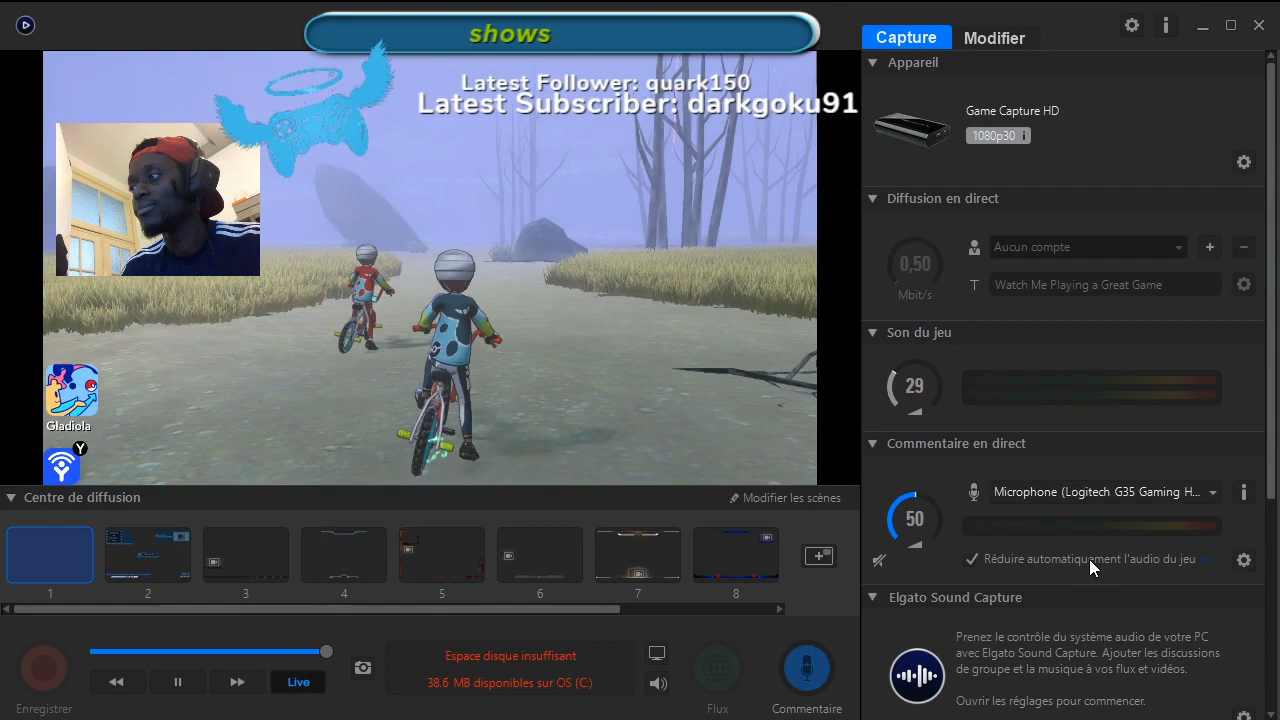 shows
Latest Follower: quark150
Latest Subscriber: darkgoku91
Gladiola
Y
Capture
Modifier
Appareil
Game Capture HD
1080p30
Diffusion en direct
0,50
Mbit/s
Aucun compte
T
Watch Me Playing a Great Game
Son du jeu
29
Commentaire en direct
50
Microphone (Logitech G35 Gaming H...
Réduire automatiquement l'audio du jeu
Elgato Sound Capture
Prenez le contrôle du système audio de votre PC
avec Elgato Sound Capture. Ajouter les discussions
de groupe et la musique à vos flux et vidéos.
Ouvrir les réglages pour commencer.
Centre de diffusion
Modifier les scènes
1 2 3 4 5 6 7 8
Enregistrer
Live
Espace disque insuffisant
38.6 MB disponibles sur OS (C:)
Flux
Commentaire